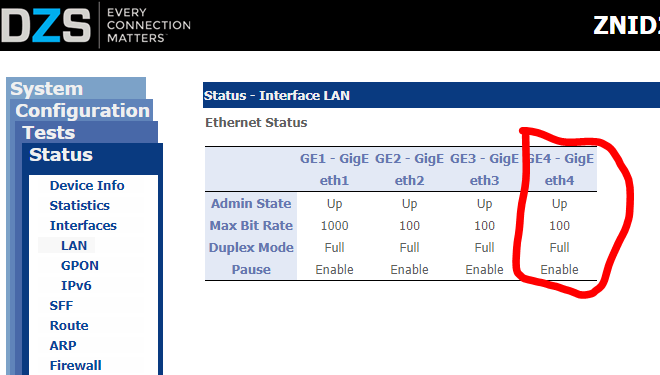 DZS EVERY
CONNECTION
MATTERS
System
Configuration
Tests
Status
Device Info
Statistics
Interfaces
LAN
GPON
IPv6
SFF
Route
ARP
Firewall
Status - Interface LAN
Ethernet Status
GE1 - GigE GE2 - GigE GE3 - GigE GE4 - GigE
eth1 eth2 eth3 eth4
Admin State Up Up Up Up
Max Bit Rate 1000 100 100 100
Duplex Mode Full Full Full Full
Pause Enable Enable Enable Enable